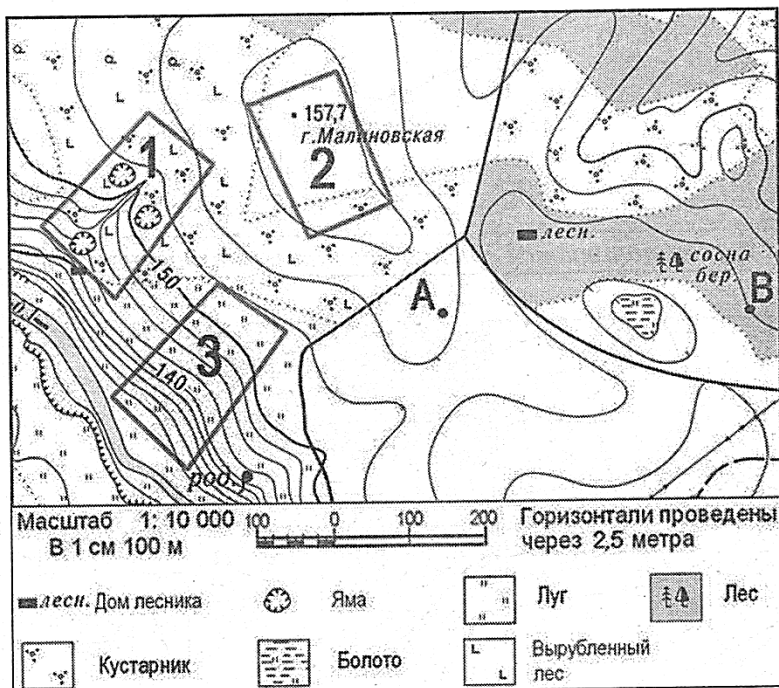 1
157,7
г. Малиновская
2
лесн.
сосна
бер.
А
В
150
3
140
род.
Масштаб 1: 10 000
В 1 см 100 м
100 0 100 200
Горизонтали проведены
через 2,5 метра
лесн. Дом лесника
Яма
Луг
Лес
Кустарник
Болото
Вырубленный
лес